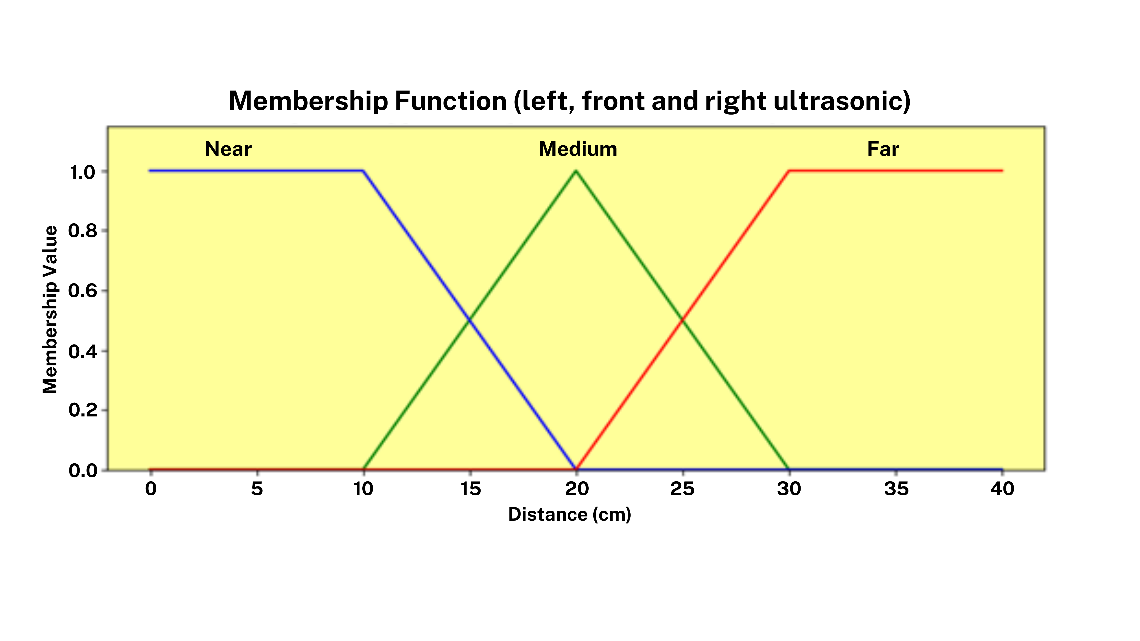 Membership Function (left, front and right ultrasonic)
Near Medium Far
Membership Value
1.0
0.8
0.6
0.4
0.2
0.0
0 5 10 15 20 25 30 35 40
Distance (cm)